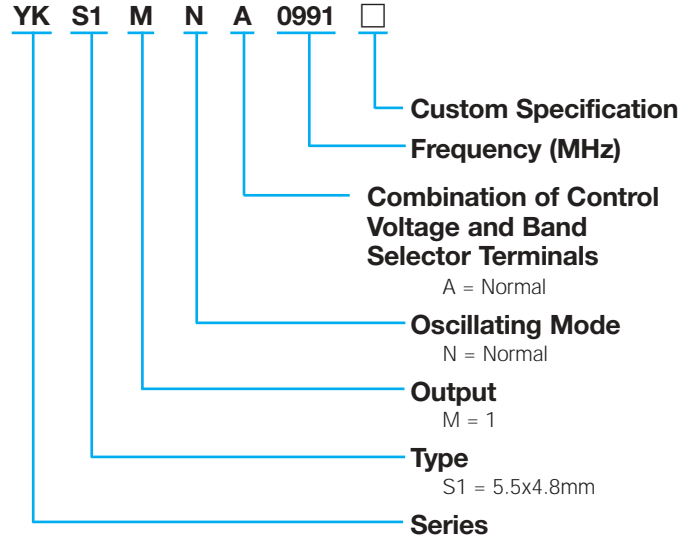 YK S1 M N A 0991 □
Custom Specification
Frequency (MHz)
Combination of Control
Voltage and Band
Selector Terminals
A = Normal
Oscillating Mode
N = Normal
Output
M = 1
Type
S1 = 5.5x4.8mm
Series